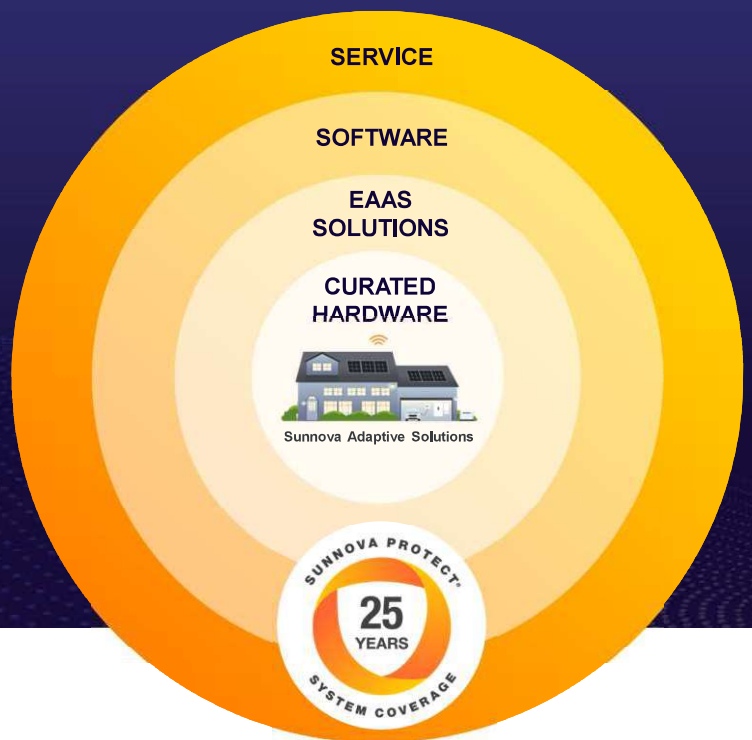 SERVICE
SOFTWARE
EAAS
SOLUTIONS
CURATED
HARDWARE
Sunnova Adaptive Solutions
SUNNOVA PROTECT®
25
YEARS
SYSTEM COVERAGE